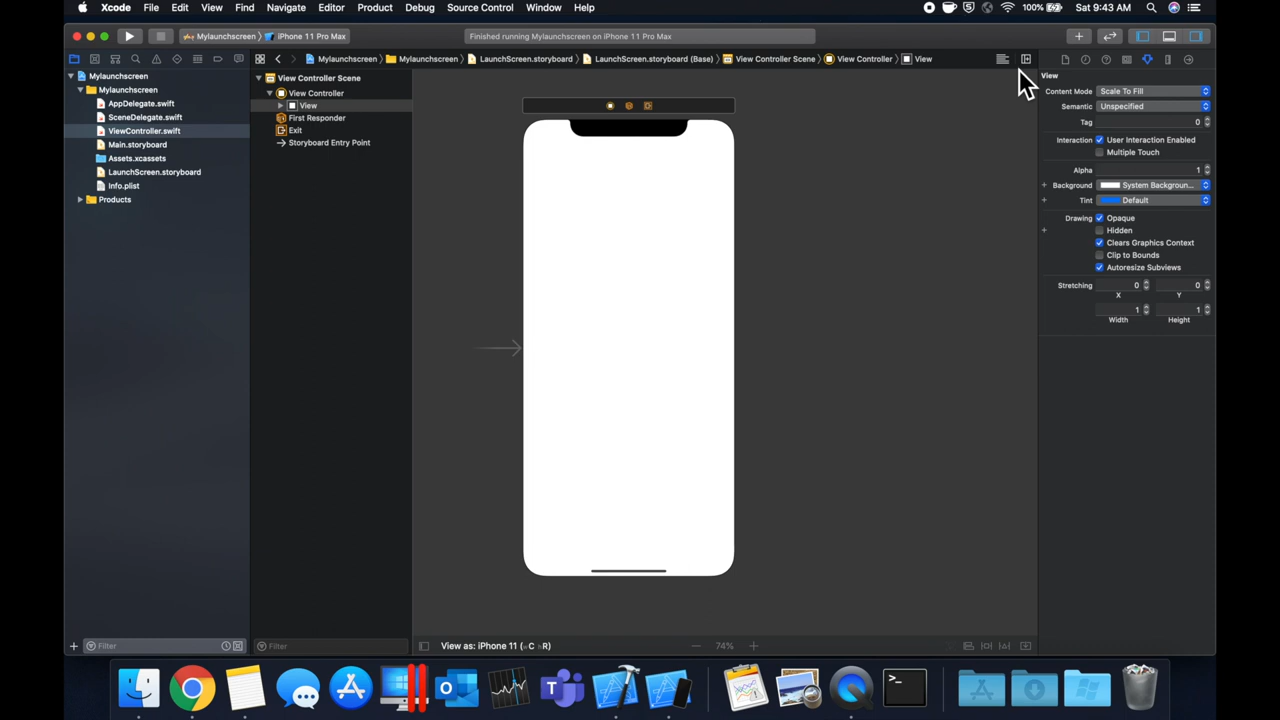 Xcode File Edit View Find Navigate Editor Product Debug Source Control Window Help 100% Sat 9:43 AM
Mylaunchscreen iPhone 11 Pro Max Finished running Mylaunchscreen on iPhone 11 Pro Max
Mylaunchscreen Mylaunchscreen LaunchScreen.storyboard LaunchScreen.storyboard (Base) View Controller Scene View Controller View
Mylaunchscreen
Mylaunchscreen
AppDelegate.swift
SceneDelegate.swift
ViewController.swift
Main.storyboard
Assets.xcassets
LaunchScreen.storyboard
Info.plist
Products
Filter
View Controller Scene
View Controller
View
First Responder
Exit
Storyboard Entry Point
Filter
View as: iPhone 11 ( C R)
74%
View
Content Mode Scale To Fill
Semantic Unspecified
Tag 0
Interaction User Interaction Enabled
Multiple Touch
Alpha 1
Background System Backgroun...
Tint Default
Drawing Opaque
Hidden
Clears Graphics Context
Clip to Bounds
Autoresize Subviews
Stretching 0 0
X Y
1 1
Width Height